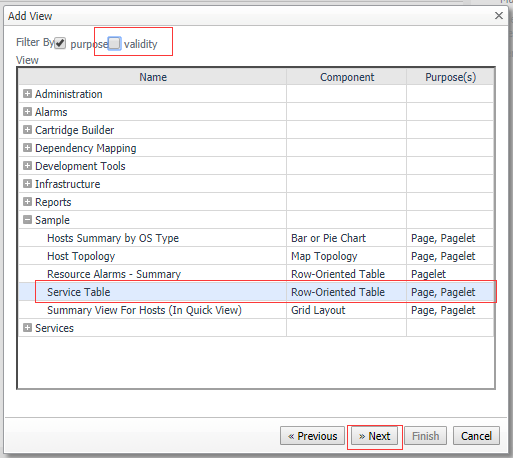 Add View
Filter By purpose validity
View
Name Component Purpose(s)
Administration
Alarms
Cartridge Builder
Dependency Mapping
Development Tools
Infrastructure
Reports
Sample
Hosts Summary by OS Type Bar or Pie Chart Page, Pagelet
Host Topology Map Topology Page, Pagelet
Resource Alarms - Summary Row-Oriented Table Pagelet
Service Table Row-Oriented Table Page, Pagelet
Summary View For Hosts (In Quick View) Grid Layout Page, Pagelet
Services
« Previous » Next Finish Cancel